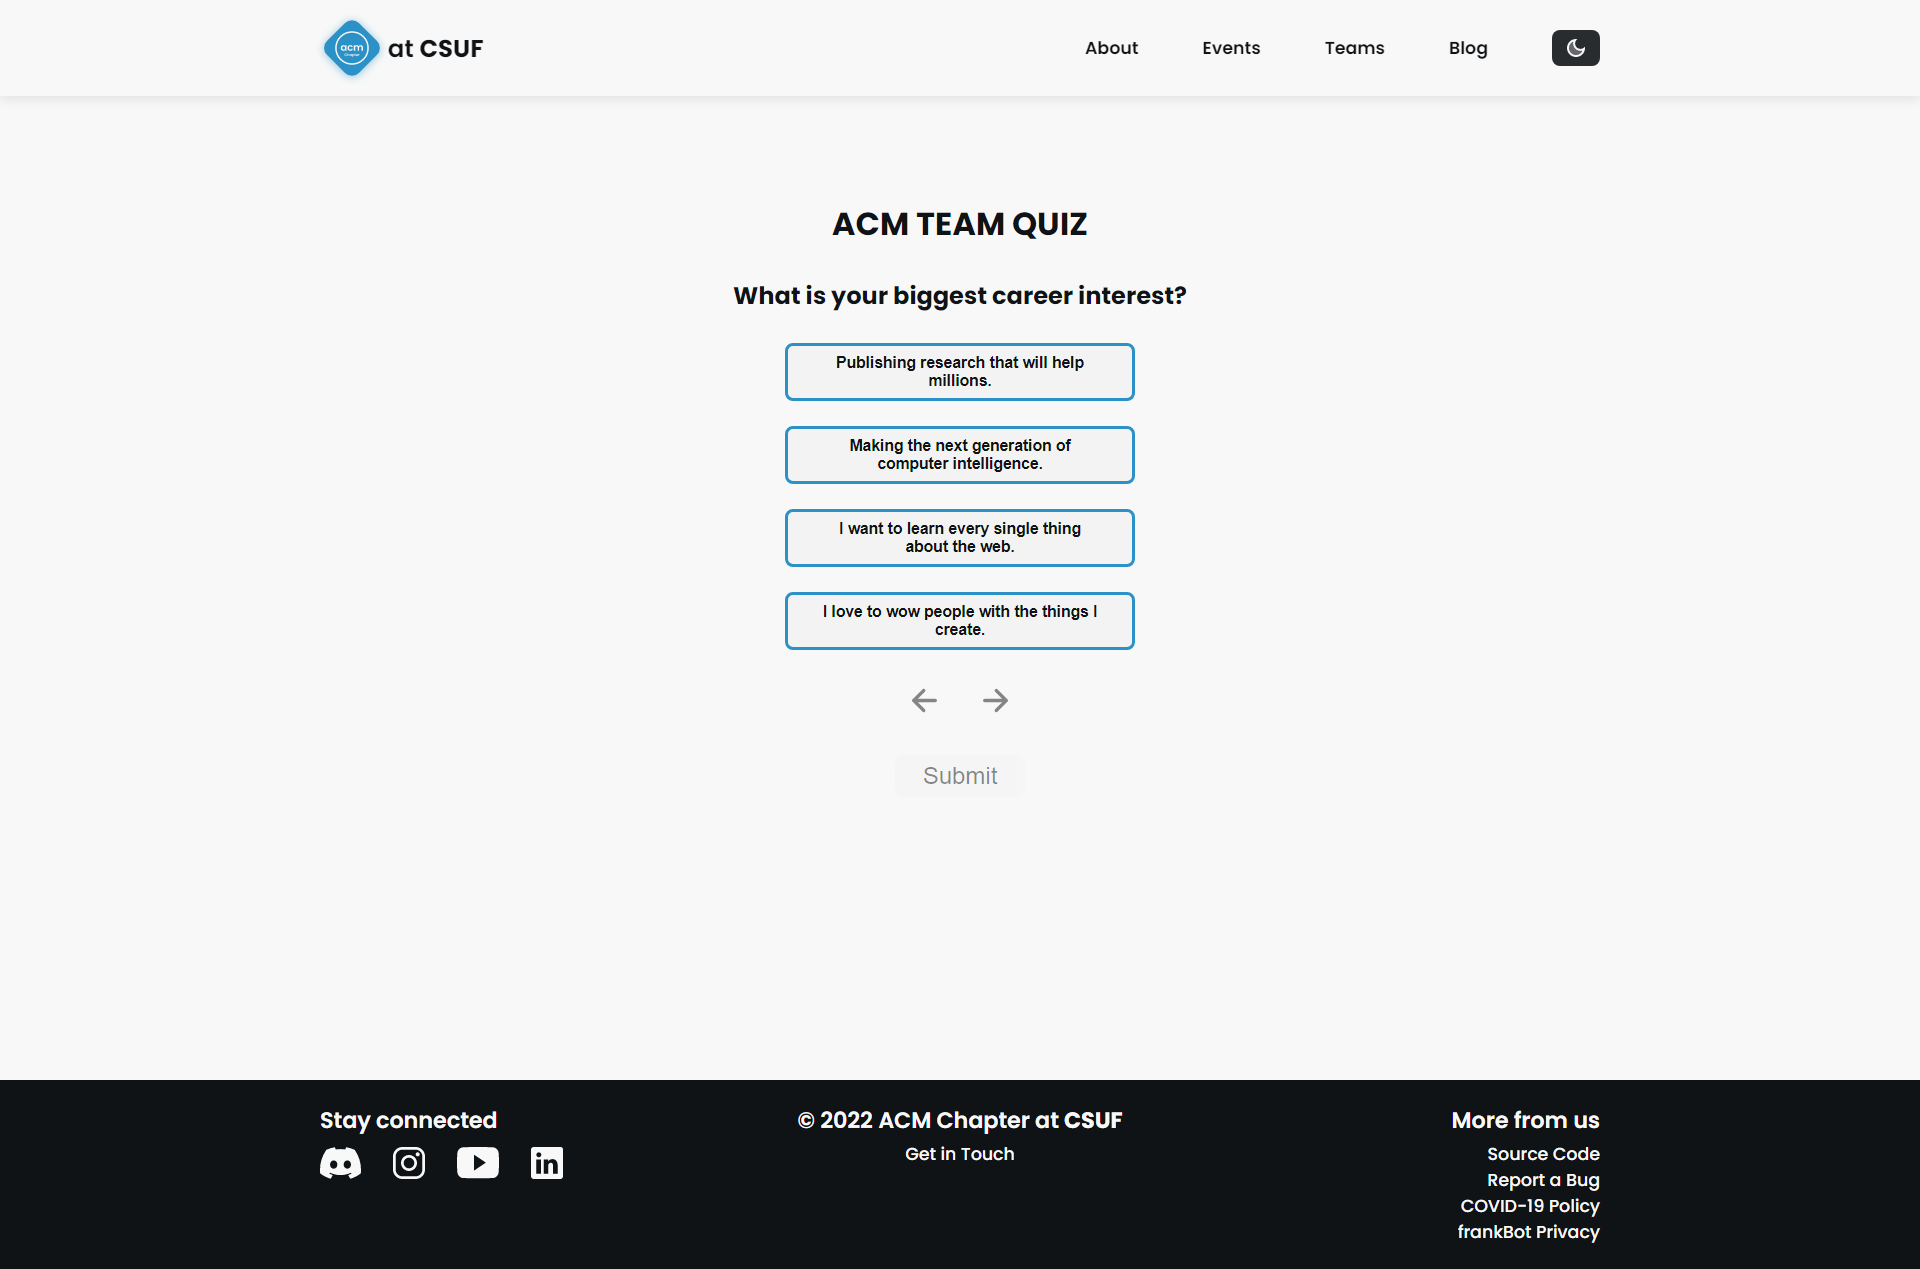 acm
at CSUF
About
Events
Teams
Blog
ACM TEAM QUIZ
What is your biggest career interest?
Publishing research that will help
millions.
Making the next generation of
computer intelligence.
I want to learn every single thing
about the web.
I love to wow people with the things I
create.
Submit
Stay connected
in
© 2022 ACM Chapter at CSUF
Get in Touch
More from us
Source Code
Report a Bug
COVID-19 Policy
frankBot Privacy